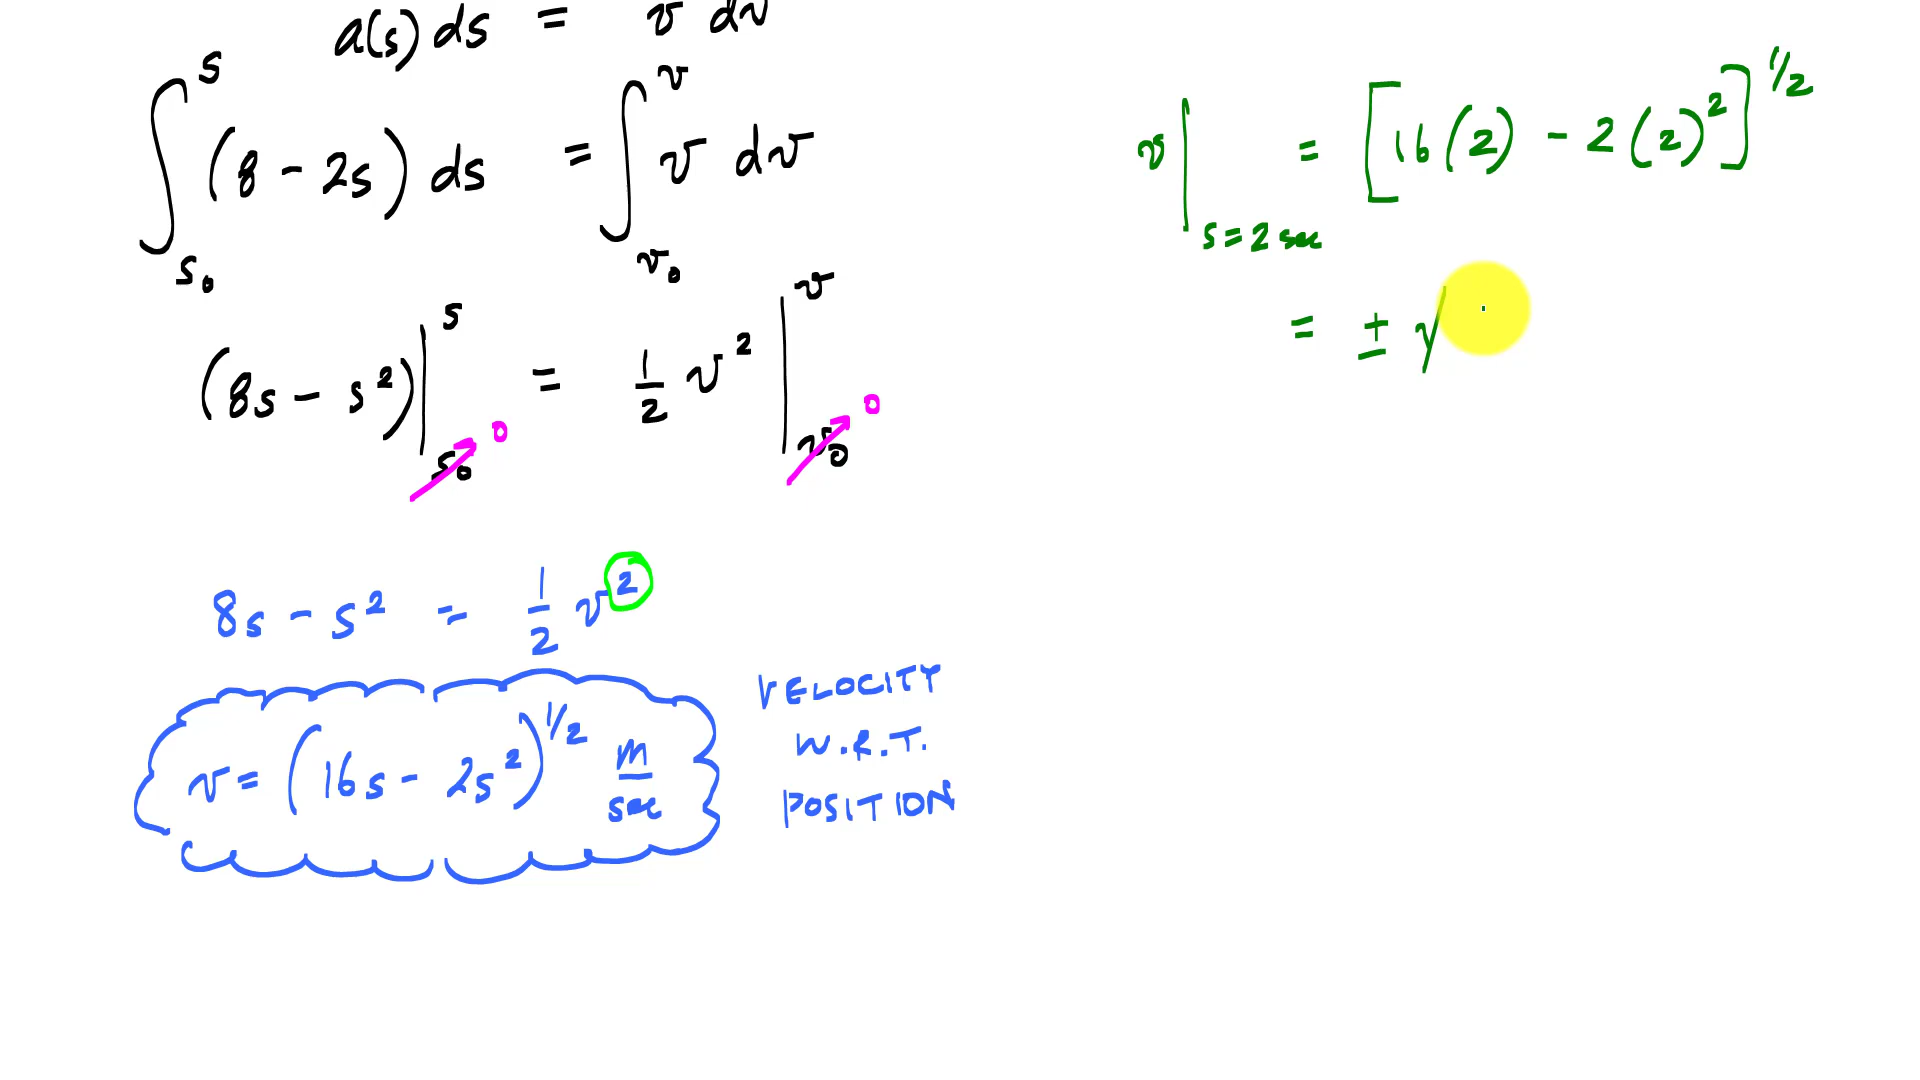 a(s) ds = v dv
∫_{s₀}^{s} (8 - 2s) ds = ∫_{v₀}^{v} v dv
(8s - s²)|_{s₀ → 0}^{s} = 1/2 v² |_{v₀ → 0}^{v}
8s - s² = 1/2 v²
v = (16s - 2s²)^{1/2} m/sec
VELOCITY
W.R.T.
POSITION
v|_{s = 2 sec} = [16(2) - 2(2)²]^{1/2}
= ± √